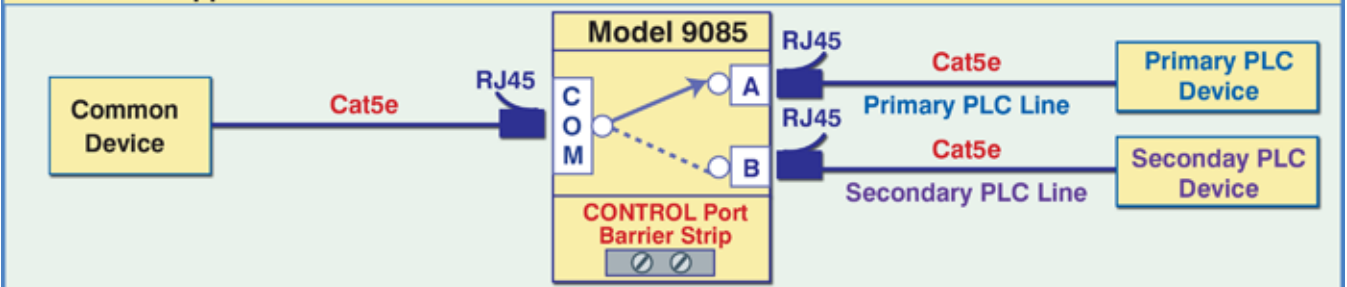 Model 9085
RJ45
Cat5e
Primary PLC
Device
Primary PLC Line
Common
Device
Cat5e
RJ45
COM
A
B
RJ45
Cat5e
Seconday PLC
Device
Secondary PLC Line
CONTROL Port
Barrier Strip